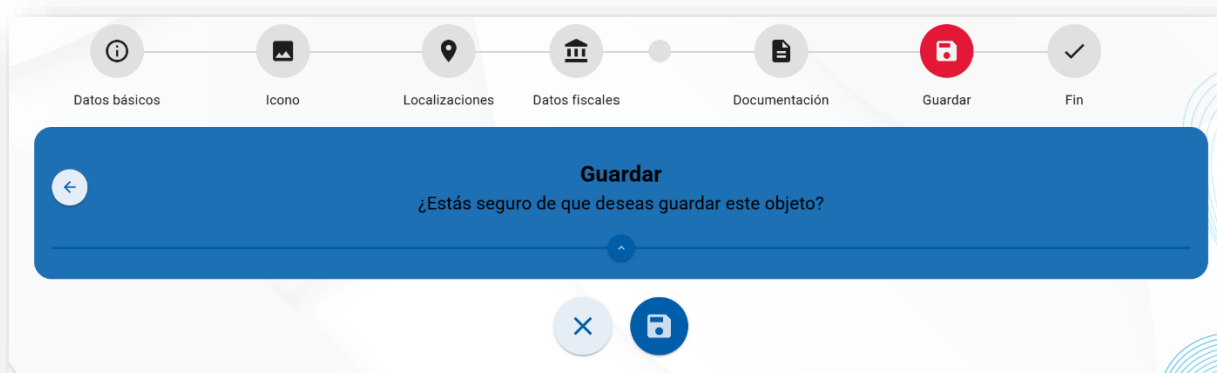 Datos básicos
Icono
Localizaciones
Datos fiscales
Documentación
Guardar
Fin
Guardar
¿Estás seguro de que deseas guardar este objeto?